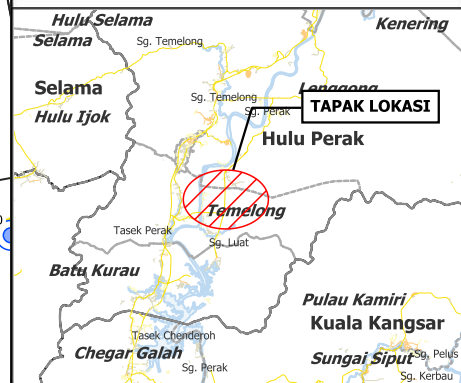 Hulu Selama
Kenering
Selama
Sg. Temelong
Selama
Lenggong
Sg. Temelong
TAPAK LOKASI
Hulu Ijok
Sg. Perak
Hulu Perak
Temelong
Tasek Perak
Sg. Luat
Batu Kurau
Pulau Kamiri
Kuala Kangsar
Tasek Chenderoh
Chegar Galah
Sungai Siput
Sg. Pelus
Sg. Perak
Sg. Kerbau